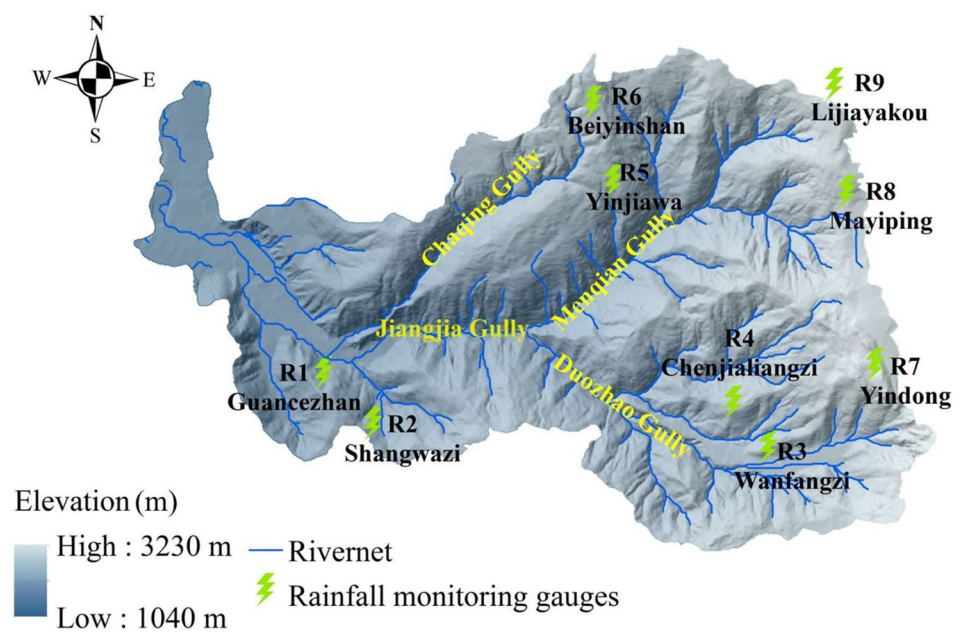 N
W E
S
R6
Beiyinshan
R9
Lijiayakou
R5
Yinjiawa
R8
Mayiping
Chaqing Gully
Menqian Gully
Jiangjia Gully
R4
Chenjialiangzi
R7
Yindong
R1
Guancezhan
Duozhao Gully
R2
Shangwazi
R3
Wanfangzi
Elevation (m)
High : 3230 m
Low : 1040 m
Rivernet
Rainfall monitoring gauges